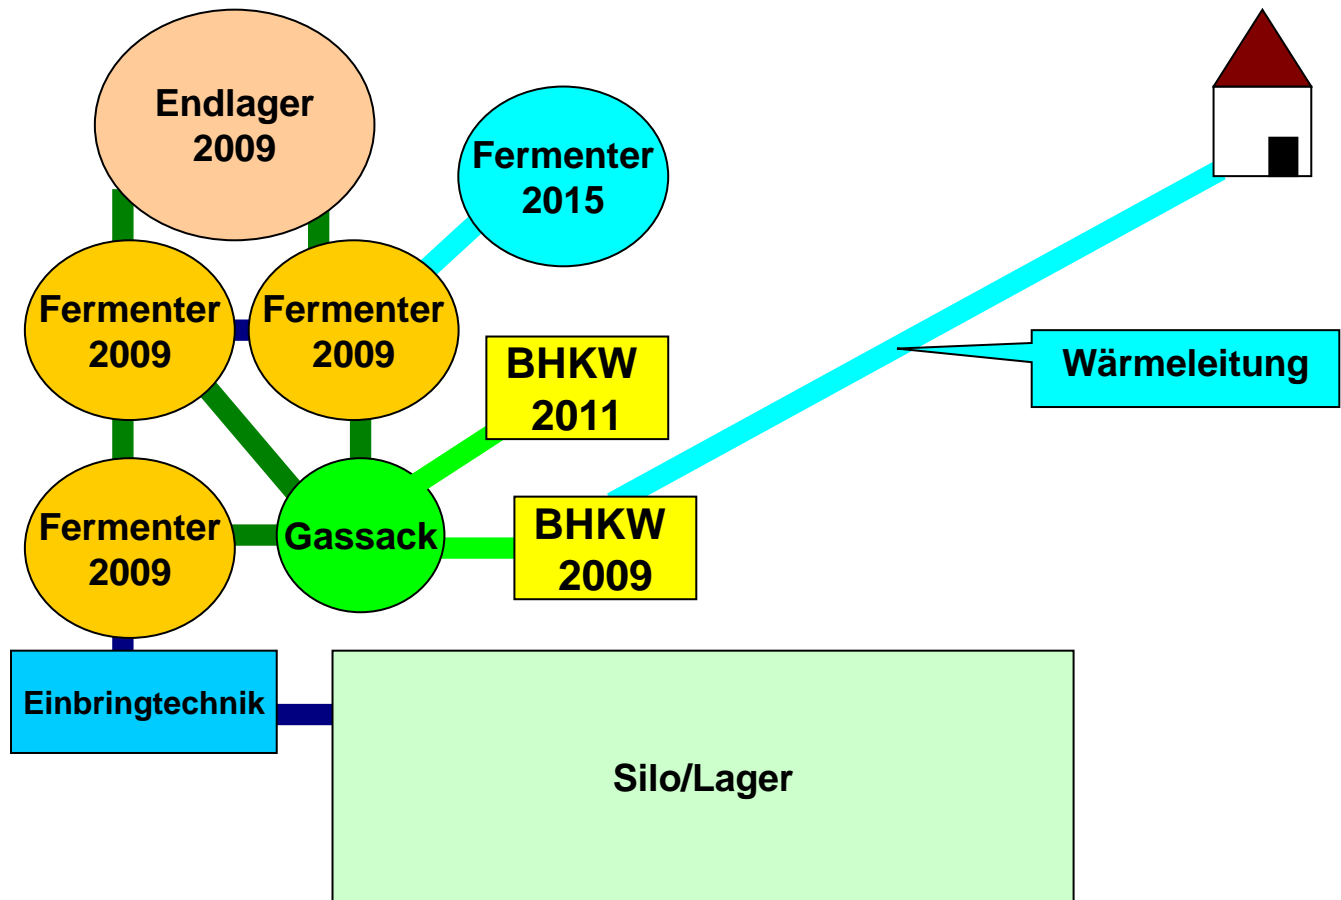 Endlager
2009
Fermenter
2015
Fermenter
2009
Fermenter
2009
BHKW
2011
Wärmeleitung
Fermenter
2009
Gassack
BHKW
2009
Einbringtechnik
Silo/Lager